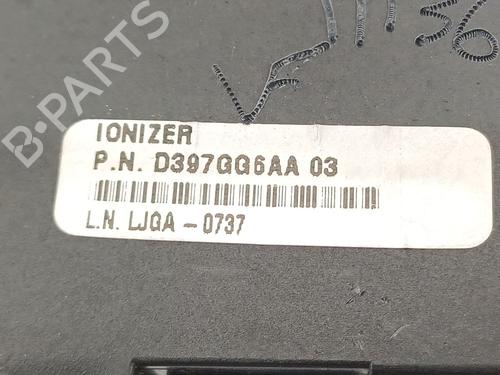 B-PARTS
IONIZER
P.N. D397GG6AA 03
L.N. LJGA - 0737